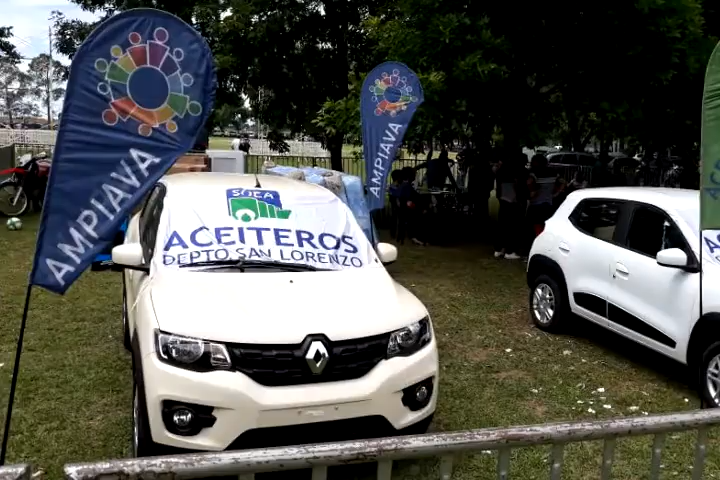 AMPIAVA
AMPIAVA
SOEA
ACEITEROS
DEPTO. SAN LORENZO